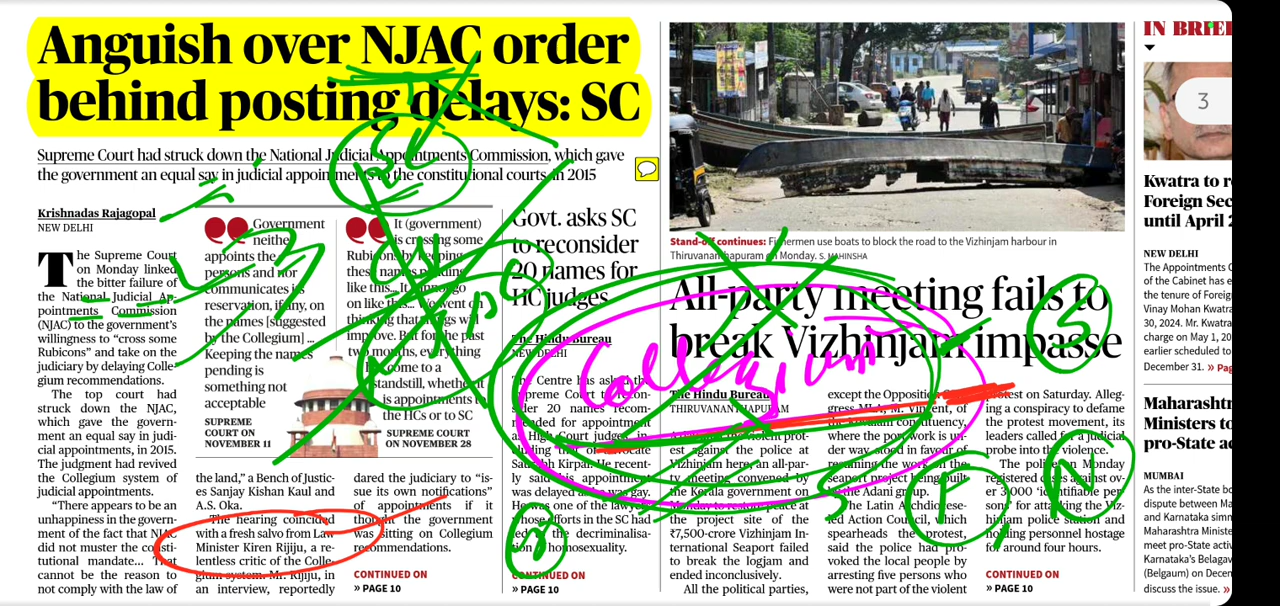 Anguish over NJAC order
behind posting delays: SC
Supreme Court had struck down the National Judicial Appointments Commission, which gave
the government an equal say in judicial appointments to the constitutional courts in 2015
Krishnadas Rajagopal
NEW DELHI
The Supreme Court
on Monday linked
the bitter failure of
the National Judicial Ap-
pointments Commission
(NJAC) to the government's
willingness to "cross some
Rubicons" and take on the
judiciary by delaying Colle-
gium recommendations.
The top court had
struck down the NJAC,
which gave the govern-
ment an equal say in judi-
cial appointments, in 2015.
The judgment had revived
the Collegium system of
judicial appointments.
"There appears to be an
unhappiness in the govern-
ment of the fact that NJAC
did not muster the consti-
tutional mandate... That
cannot be the reason to
not comply with the law of
Government
neither
appoints the
persons and nor
communicates its
reservation, if any, on
the names [suggested
by the Collegium] ...
Keeping the names
pending is
something not
acceptable
SUPREME
COURT ON
NOVEMBER 11
It (government)
is crossing some
Rubicons by keeping
these names pending
like this... It cannot go
on like this... We went on
thinking that things will
improve. But for the past
two months, everything
come to a
standstill, whether it
is appointments to
the HCs or to SC
SUPREME COURT
ON NOVEMBER 28
the land," a Bench of Justic-
es Sanjay Kishan Kaul and
A.S. Oka.
The hearing coincided
with a fresh salvo from Law
Minister Kiren Rijiju, a re-
lentless critic of the Colle-
gium system. Mr. Rijiju, in
an interview, reportedly
dared the judiciary to "is-
sue its own notifications"
of appointments if it
thought the government
was sitting on Collegium
recommendations.
CONTINUED ON
» PAGE 10
Govt. asks SC
to reconsider
20 names for
HC judges
The Hindu Bureau
NEW DELHI
The Centre has asked the
Supreme Court to recon-
sider 20 names recom-
mended for appointment
as High Court judges, in-
cluding that of advocate
Saurabh Kirpal. He recent-
ly said his appointment
was delayed as he was gay.
He was one of the lawyers
whose efforts in the SC had
led to the decriminalisa-
tion of homosexuality.
CONTINUED ON
» PAGE 10
Collegium
Stand-off continues: Fishermen use boats to block the road to the Vizhinjam harbour in
Thiruvananthapuram on Monday. S. MAHINSHA
All-party meeting fails to
break Vizhinjam impasse
The Hindu Bureau
THIRUVANANTHAPURAM
est against the police at
Vizhinjam here, an all-par-
ty meeting convened by
the Kerala government on
Monday to restore peace at
the project site of the
₹7,500-crore Vizhinjam In-
ternational Seaport failed
to break the logjam and
ended inconclusively.
All the political parties,
except the Opposition
gress MLA, M. Vincent, of
the Kovalam constituency,
where the port work is un-
der way, stood in favour of
resuming the work on the
seaport project being built
by the Adani group.
The Latin Archdiocese-
led Action Council, which
spearheads the protest,
said the police had pro-
voked the local people by
arresting five persons who
were not part of the violent
protest on Saturday. Alleg-
ing a conspiracy to defame
the protest movement, its
leaders called for a judicial
probe into the violence.
The police on Monday
registered cases against ov-
er 3,000 'identifiable per-
sons for attacking the Viz-
hinjam police station and
holding personnel hostage
for around four hours.
CONTINUED ON
» PAGE 10
IN BRIEF
3
Kwatra to
Foreign Sec
until April
NEW DELHI
The Appointments
of the Cabinet has
the tenure of Foreign
Vinay Mohan Kwatra
30, 2024. Mr. Kwatra
charge on May 1, 20
earlier scheduled to
December 31. » Pag
Maharashtr
Ministers to
pro-State
MUMBAI
As the inter-State bo
dispute between Ma
and Karnataka simm
Maharashtra Ministe
meet pro-State activ
Karnataka's Belagav
(Belgaum) on Decem
discuss the issue. »